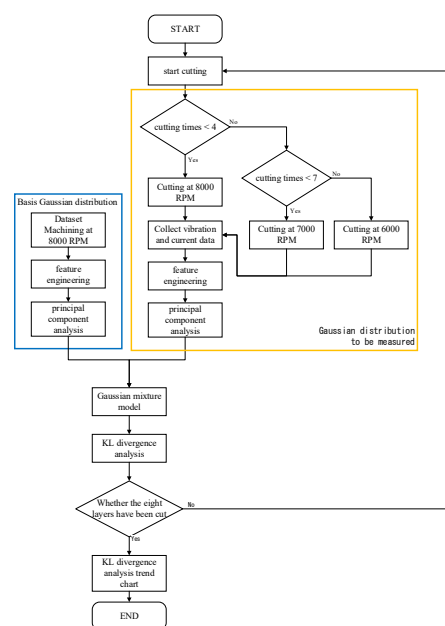 START
start cutting
cutting times < 4
No
Yes
cutting times < 7
No
Yes
Cutting at 8000
RPM
Cutting at 7000
RPM
Cutting at 6000
RPM
Basis Gaussian distribution
Dataset
Machining at
8000 RPM
Collect vibration
and current data
feature
engineering
feature
engineering
principal
component
analysis
principal
component
analysis
Gaussian distribution
to be measured
Gaussian mixture
model
KL divergence
analysis
Whether the eight
layers have been cut
No
Yes
KL divergence
analysis trend
chart
END